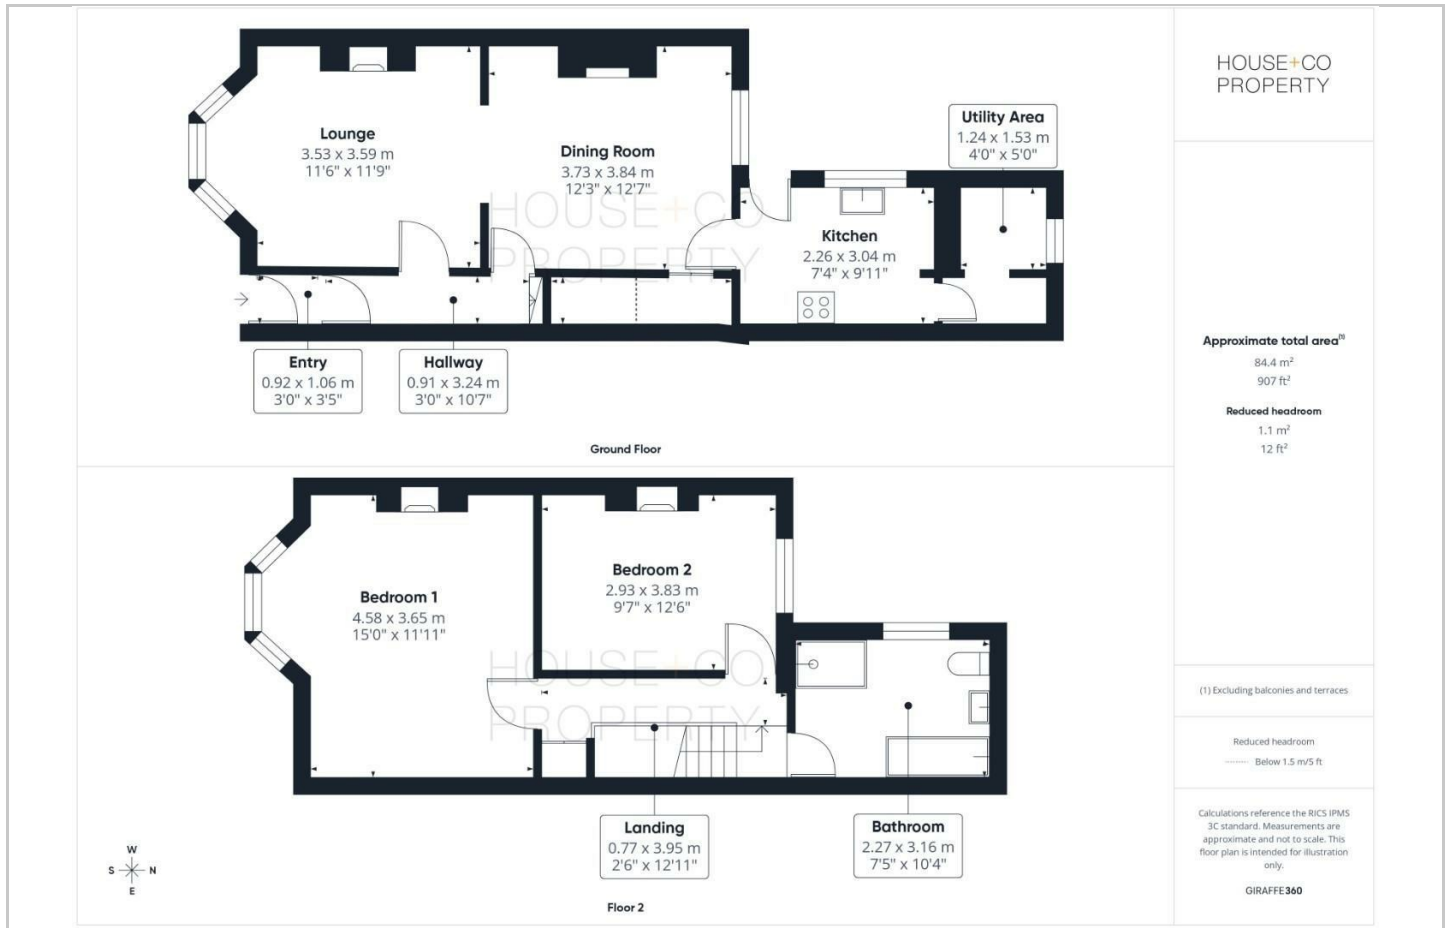 HOUSE+CO
PROPERTY
Lounge
3.53 x 3.59 m
11'6" x 11'9"
Dining Room
3.73 x 3.84 m
12'3" x 12'7"
Utility Area
1.24 x 1.53 m
4'0" x 5'0"
Kitchen
2.26 x 3.04 m
7'4" x 9'11"
HOUSE+CO
PROPERTY
Entry
0.92 x 1.06 m
3'0" x 3'5"
Hallway
0.91 x 3.24 m
3'0" x 10'7"
Ground Floor
Approximate total area(1)
84.4 m²
907 ft²
Reduced headroom
1.1 m²
12 ft²
Bedroom 1
4.58 x 3.65 m
15'0" x 11'11"
Bedroom 2
2.93 x 3.83 m
9'7" x 12'6"
HOUSE+CO
PROPERTY
Landing
0.77 x 3.95 m
2'6" x 12'11"
Bathroom
2.27 x 3.16 m
7'5" x 10'4"
W
S N
E
Floor 2
(1) Excluding balconies and terraces
Reduced headroom
Below 1.5 m/5 ft
Calculations reference the RICS IPMS
3C standard. Measurements are
approximate and not to scale. This
floor plan is intended for illustration
only.
GIRAFFE360